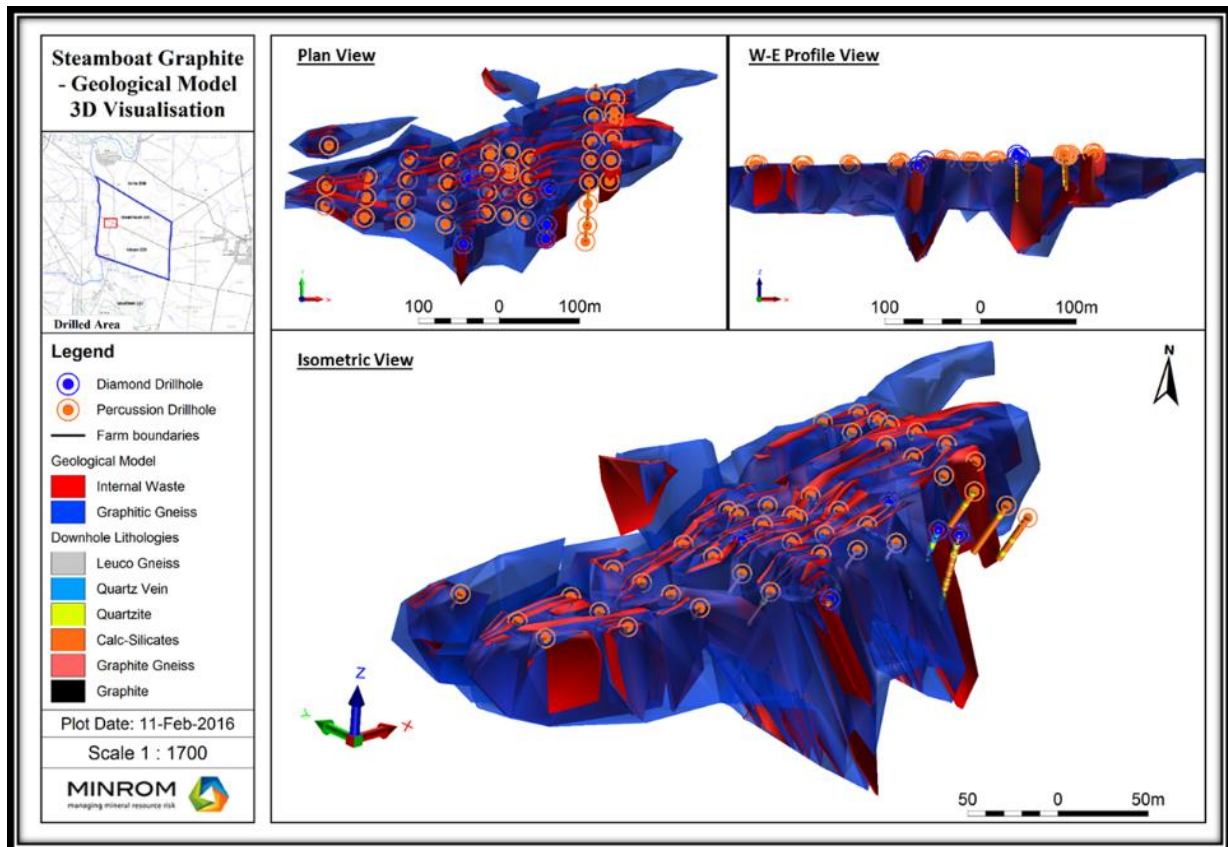 Steamboat Graphite
- Geological Model
3D Visualisation
Drilled Area
Legend
Diamond Drillhole
Percussion Drillhole
Farm boundaries
Geological Model
Internal Waste
Graphitic Gneiss
Downhole Lithologies
Leuco Gneiss
Quartz Vein
Quartzite
Calc-Silicates
Graphite Gneiss
Graphite
Plot Date: 11-Feb-2016
Scale 1 : 1700
MINROM
managing mineral resource risk
Plan View
100 0 100m
W-E Profile View
100 0 100m
Isometric View
N
Z
Y
X
50 0 50m